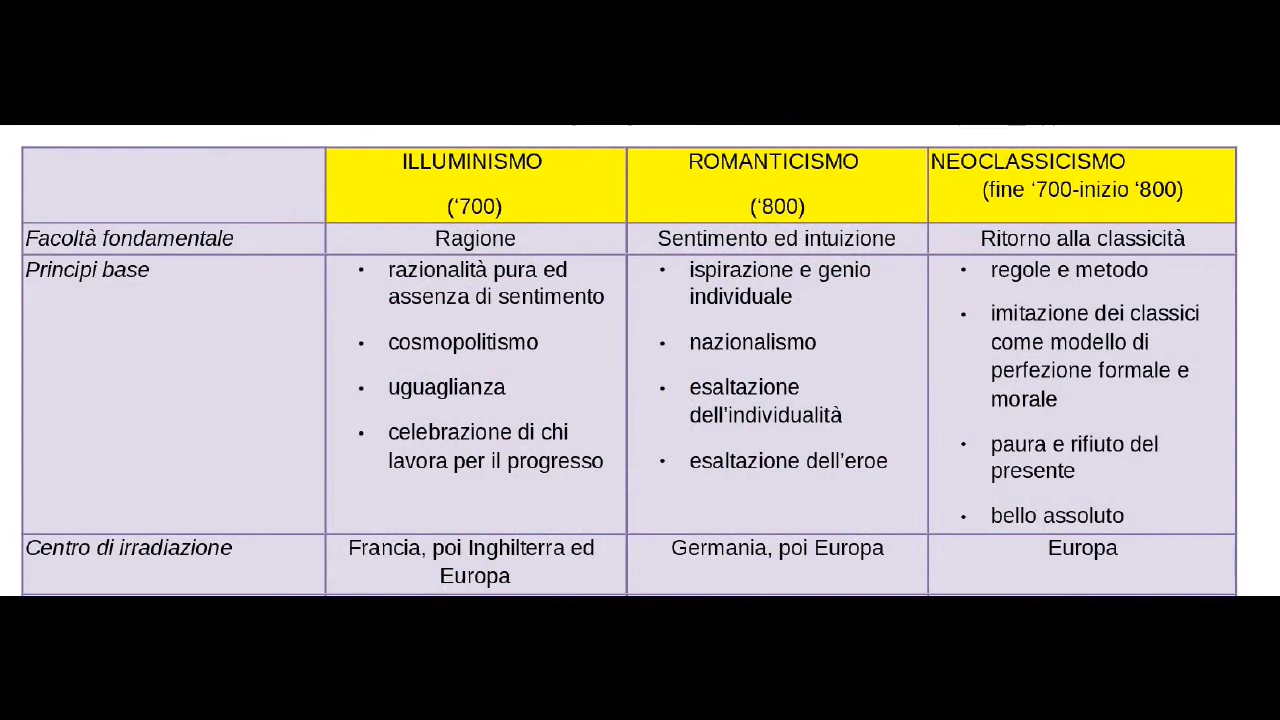 ILLUMINISMO
(‘700)
ROMANTICISMO
(‘800)
NEOCLASSICISMO
(fine ‘700-inizio ‘800)
Facoltà fondamentale
Ragione
Sentimento ed intuizione
Ritorno alla classicità
Principi base
• razionalità pura ed
assenza di sentimento
• cosmopolitismo
• uguaglianza
• celebrazione di chi
lavora per il progresso
• ispirazione e genio
individuale
• nazionalismo
• esaltazione
dell’individualità
• esaltazione dell’eroe
• regole e metodo
• imitazione dei classici
come modello di
perfezione formale e
morale
• paura e rifiuto del
presente
• bello assoluto
Centro di irradiazione
Francia, poi Inghilterra ed
Europa
Germania, poi Europa
Europa